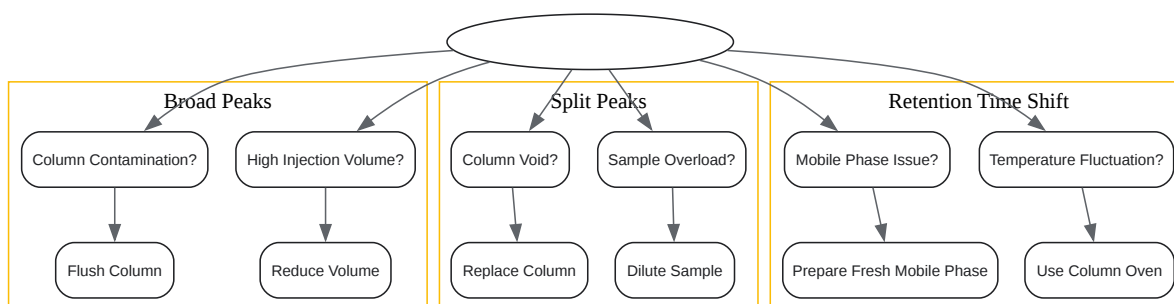 Broad Peaks
Split Peaks
Retention Time Shift
Column Contamination?
High Injection Volume?
Column Void?
Sample Overload?
Mobile Phase Issue?
Temperature Fluctuation?
Flush Column
Reduce Volume
Replace Column
Dilute Sample
Prepare Fresh Mobile Phase
Use Column Oven